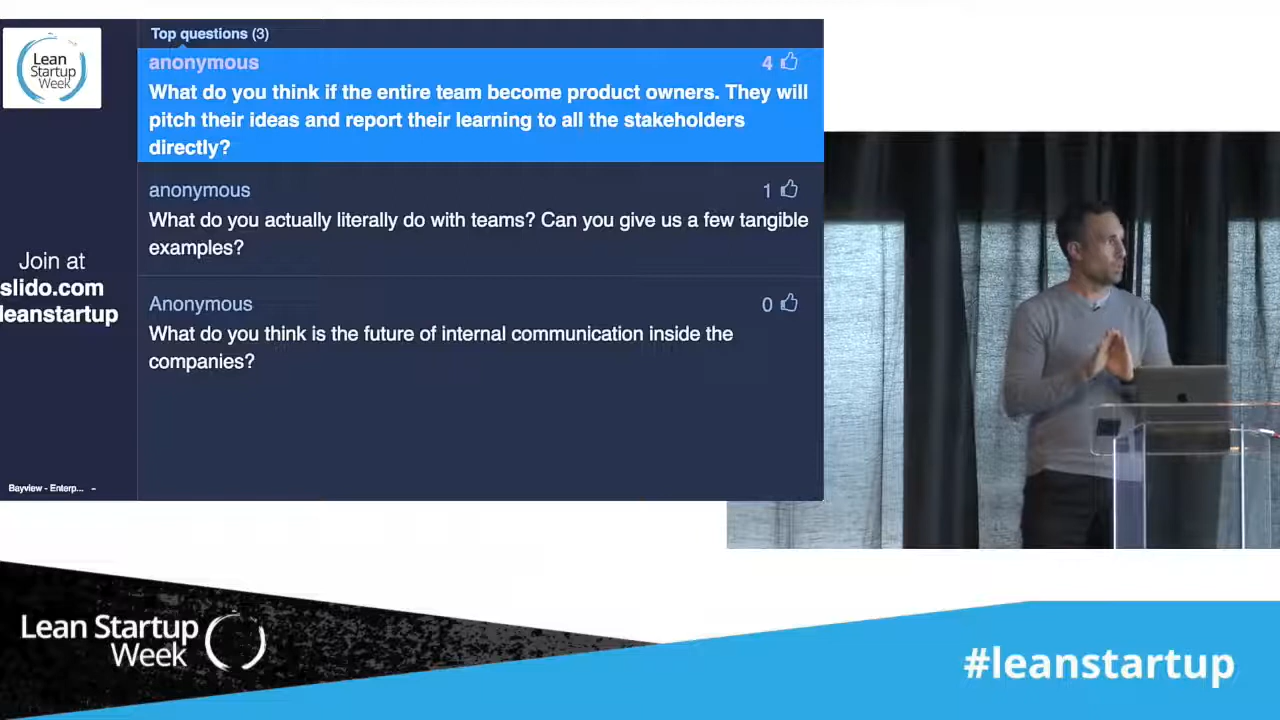 Lean
Startup
Week
Join at
slido.com
leanstartup
Bayview - Enterp... -
Top questions (3)
anonymous
4
What do you think if the entire team become product owners. They will
pitch their ideas and report their learning to all the stakeholders
directly?
anonymous
1
What do you actually literally do with teams? Can you give us a few tangible
examples?
Anonymous
0
What do you think is the future of internal communication inside the
companies?
Lean Startup
Week
#leanstartup